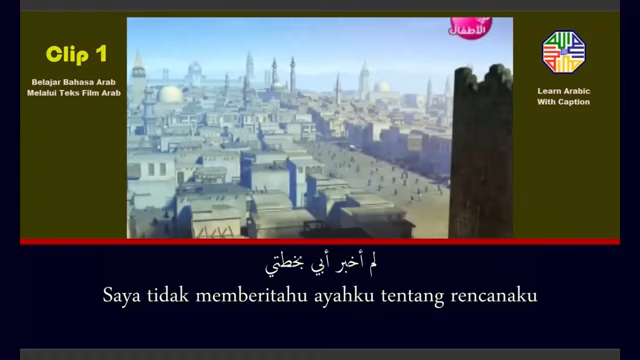 Clip 1
Belajar Bahasa Arab
Melalui Teks Film Arab
الأطفال
Learn Arabic
With Caption
لم أخبر أبي بخطتي
Saya tidak memberitahu ayahku tentang rencanaku